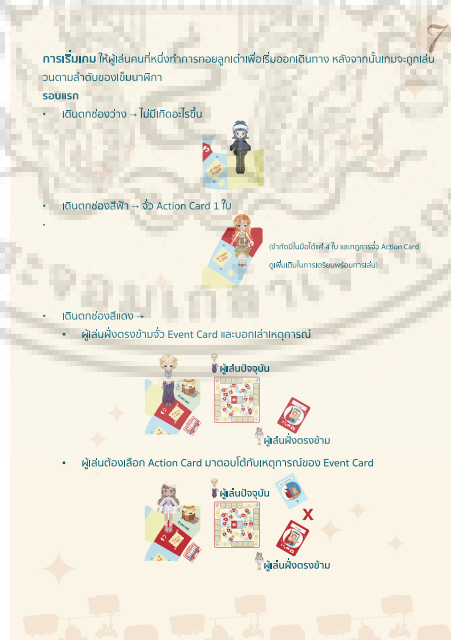 7
การเริ่มเกม ให้ผู้เล่นคนที่หนึ่งทำการทอยลูกเต๋าเพื่อเริ่มออกเดินทาง หลังจากนั้นเกมจะถูกเล่น
วนตามลำดับของเข็มนาฬิกา
รอบแรก
• เดินตกช่องว่าง → ไม่มีเกิดอะไรขึ้น
• เดินตกช่องสีฟ้า → จั่ว Action Card 1 ใบ
•
(จำกัดมีในมือได้แค่ 4 ใบ และกฎการจั่ว Action Card
ดูเพิ่มเติมในการเตรียมพร้อมการเล่น)
• เดินตกช่องสีแดง →
• ผู้เล่นฝั่งตรงข้ามจั่ว Event Card และบอกเล่าเหตุการณ์
ผู้เล่นปัจจุบัน
ผู้เล่นฝั่งตรงข้าม
• ผู้เล่นต้องเลือก Action Card มาตอบโต้กับเหตุการณ์ของ Event Card
ผู้เล่นปัจจุบัน
X
ผู้เล่นฝั่งตรงข้าม